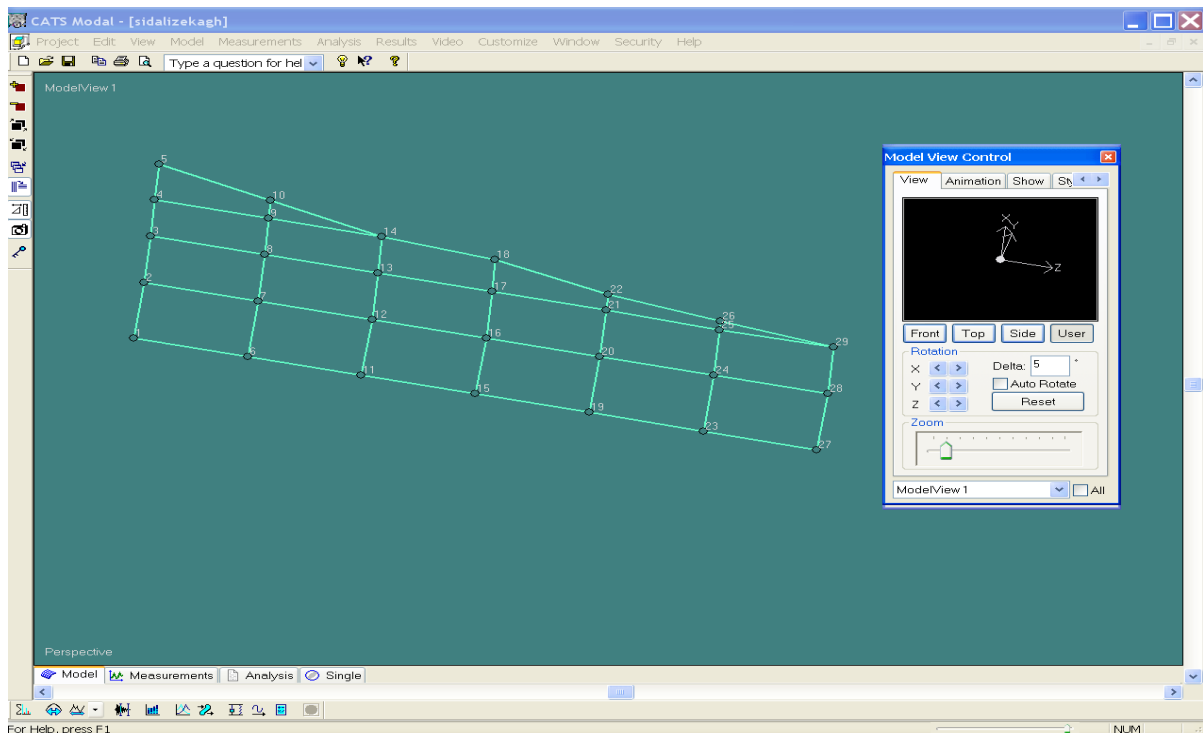 CATS Modal - [sidalizekagh]
Project Edit View Model Measurements Analysis Results Video Customize Window Security Help
Type a question for hel
ModelView 1
5
4
10
9
3
14
8
18
13
2
17
22
7
21
12
26
25
1
16
29
6
20
11
24
15
28
19
23
27
Model View Control
View Animation Show Sty
X
Y
Z
Front Top Side User
Rotation
X Delta: 5 °
Y Auto Rotate
Z Reset
Zoom
ModelView 1 All
Perspective
Model Measurements Analysis Single
For Help, press F1 NUM